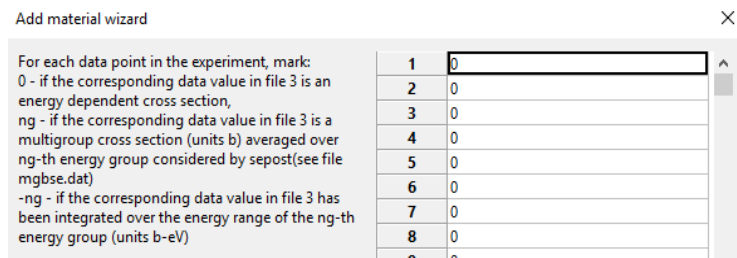 Add material wizard
For each data point in the experiment, mark:
0 - if the corresponding data value in file 3 is an
energy dependent cross section,
ng - if the corresponding data value in file 3 is a
multigroup cross section (units b) averaged over
ng-th energy group considered by sepost(see file
mgbse.dat)
-ng - if the corresponding data value in file 3 has
been integrated over the energy range of the ng-th
energy group (units b-eV)
1 0
2 0
3 0
4 0
5 0
6 0
7 0
8 0